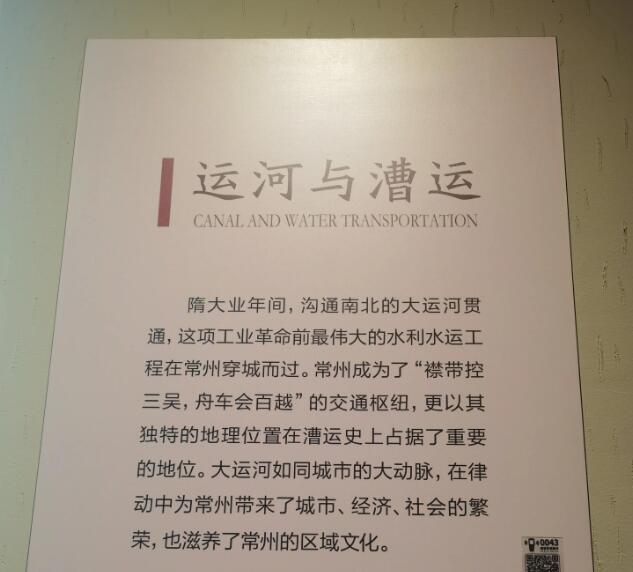 运河与漕运
CANAL AND WATER TRANSPORTATION
隋大业年间，沟通南北的大运河贯
通，这项工业革命前最伟大的水利水运工
程在常州穿城而过。常州成为了“襟带控
三吴，舟车会百越”的交通枢纽，更以其
独特的地理位置在漕运史上占据了重要
的地位。大运河如同城市的大动脉，在律
动中为常州带来了城市、经济、社会的繁
荣，也滋养了常州的区域文化。
0043